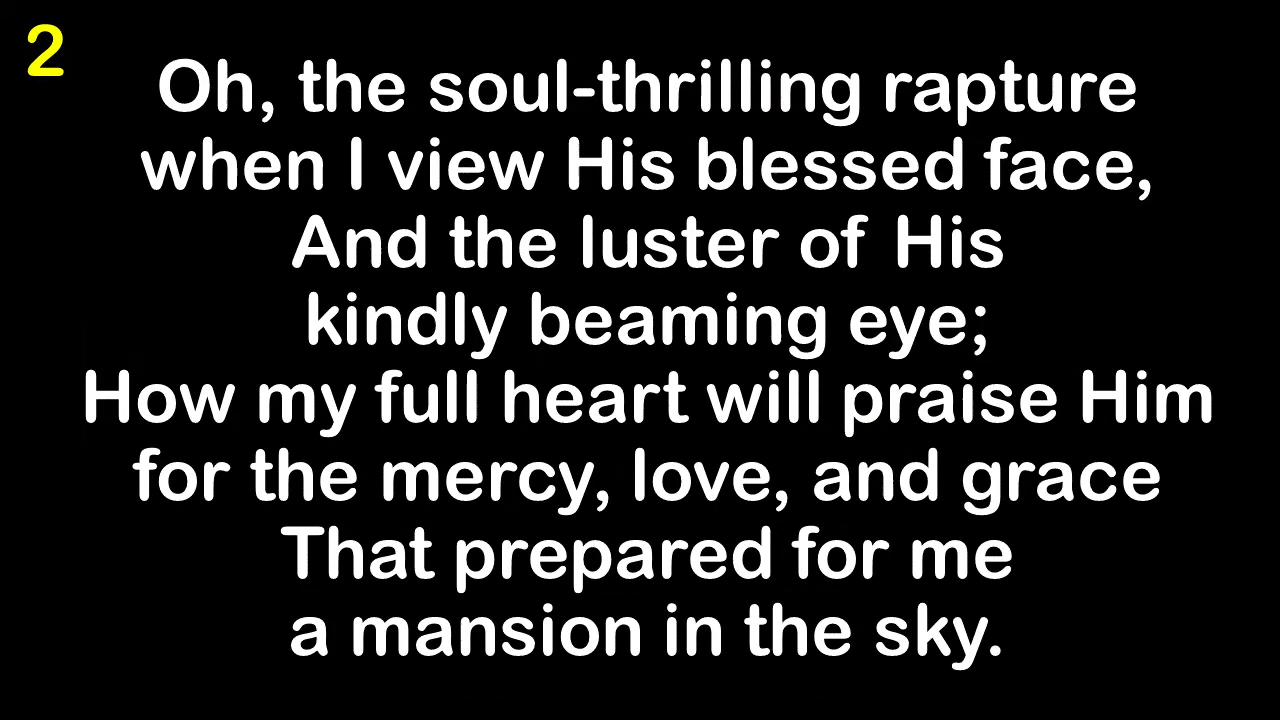 2
Oh, the soul-thrilling rapture
when I view His blessed face,
And the luster of His
kindly beaming eye;
How my full heart will praise Him
for the mercy, love, and grace
That prepared for me
a mansion in the sky.